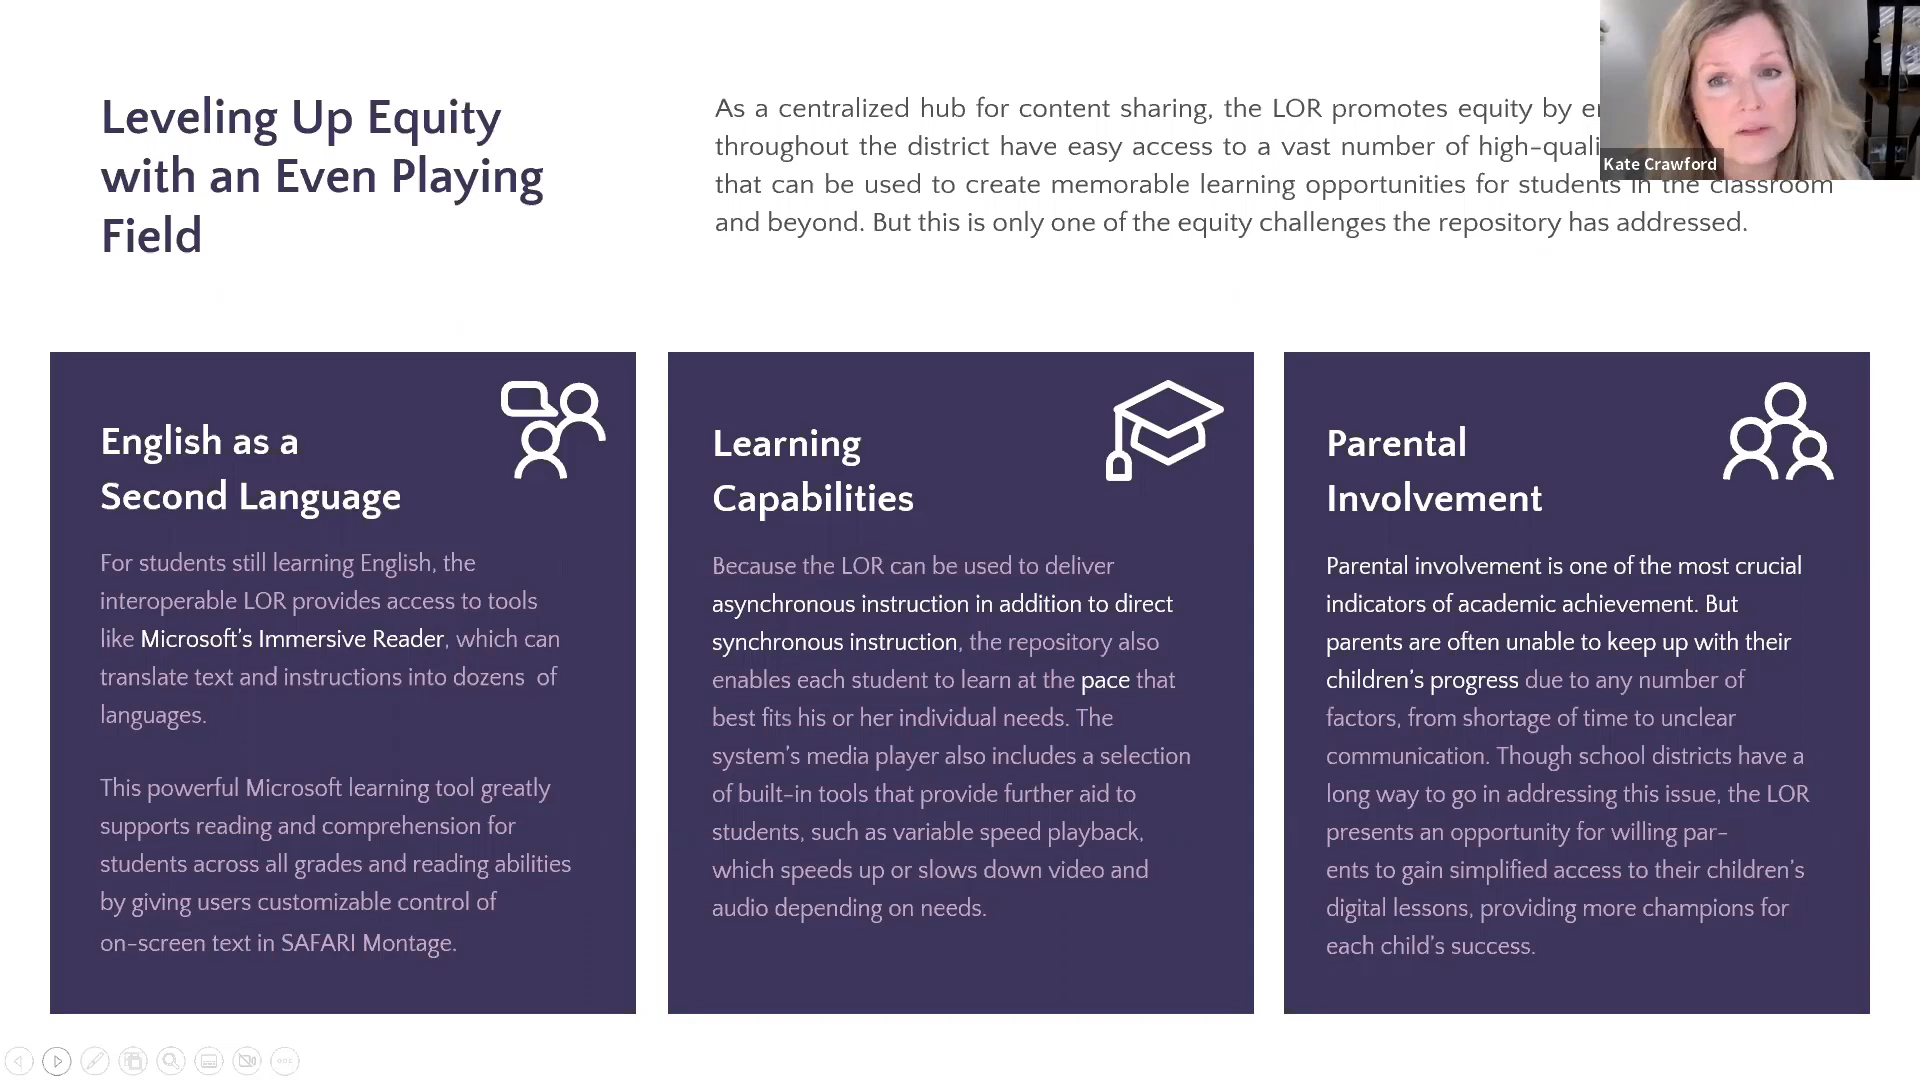 Leveling Up Equity
with an Even Playing
Field
As a centralized hub for content sharing, the LOR promotes equity by
throughout the district have easy access to a vast number of
that can be used to create memorable learning opportunities for students in the classroom
and beyond. But this is only one of the equity challenges the repository has addressed.
Kate Crawford
English as a
Second Language
For students still learning English, the
interoperable LOR provides access to tools
like Microsoft's Immersive Reader, which can
translate text and instructions into dozens of
languages.
This powerful Microsoft learning tool greatly
supports reading and comprehension for
students across all grades and reading abilities
by giving users customizable control of
on-screen text in SAFARI Montage.
Learning
Capabilities
Because the LOR can be used to deliver
asynchronous instruction in addition to direct
synchronous instruction, the repository also
enables each student to learn at the pace that
best fits his or her individual needs. The
system's media player also includes a selection
of built-in tools that provide further aid to
students, such as variable speed playback,
which speeds up or slows down video and
audio depending on needs.
Parental
Involvement
Parental involvement is one of the most crucial
indicators of academic achievement. But
parents are often unable to keep up with their
children's progress due to any number of
factors, from shortage of time to unclear
communication. Though school districts have a
long way to go in addressing this issue, the LOR
presents an opportunity for willing par-
ents to gain simplified access to their children's
digital lessons, providing more champions for
each child's success.